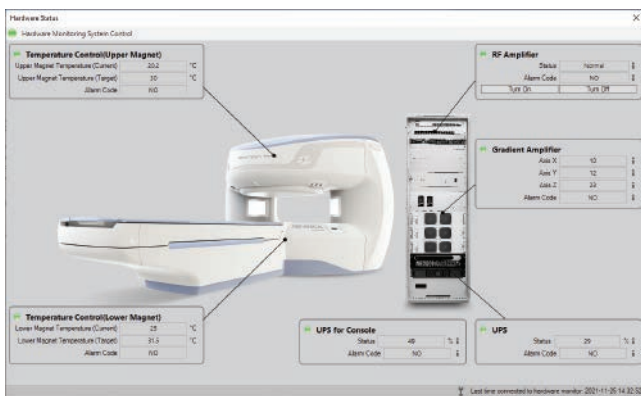 Hardware Status
Hardware Monitoring System Control
Temperature Control(Upper Magnet)
Upper Magnet Temperature (Current) 20.2 °C
Upper Magnet Temperature (Target) 30 °C
Alarm Code NO
RF Amplifier
Status Normal
Alarm Code NO
Turn On Turn Off
Gradient Amplifier
Axis X 10
Axis Y 12
Axis Z 23
Alarm Code NO
Temperature Control(Lower Magnet)
Lower Magnet Temperature (Current) 25 °C
Lower Magnet Temperature (Target) 31.3 °C
Alarm Code NO
UPS for Console
Status 49 %
Alarm Code NO
UPS
Status 29 %
Alarm Code NO
Last time connected to hardware monitor: 2021-11-25 14:32:52